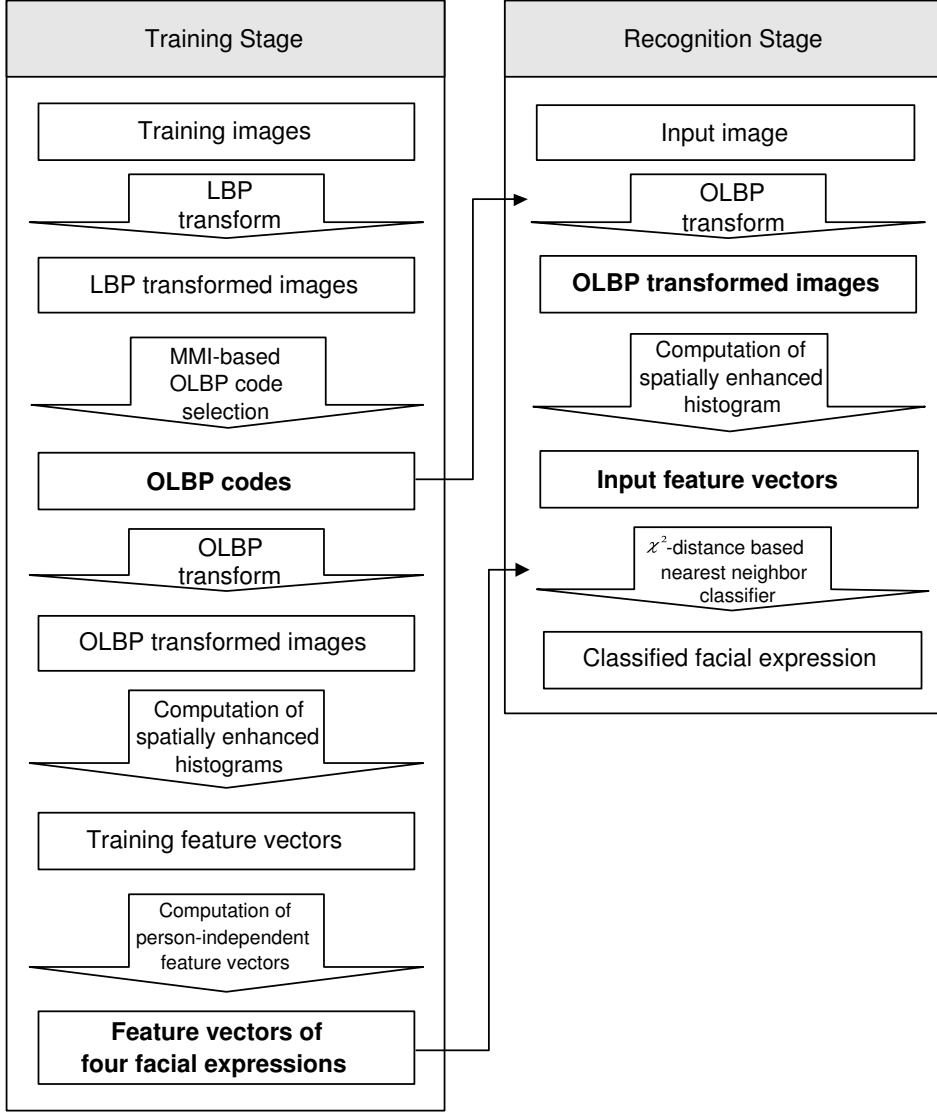 Training Stage
Training images
LBP
transform
LBP transformed images
MMI-based
OLBP code
selection
OLBP codes
OLBP
transform
OLBP transformed images
Computation of
spatially enhanced
histograms
Training feature vectors
Computation of
person-independent
feature vectors
Feature vectors of
four facial expressions
Recognition Stage
Input image
OLBP
transform
OLBP transformed images
Computation of
spatially enhanced
histogram
Input feature vectors
χ²-distance based
nearest neighbor
classifier
Classified facial expression